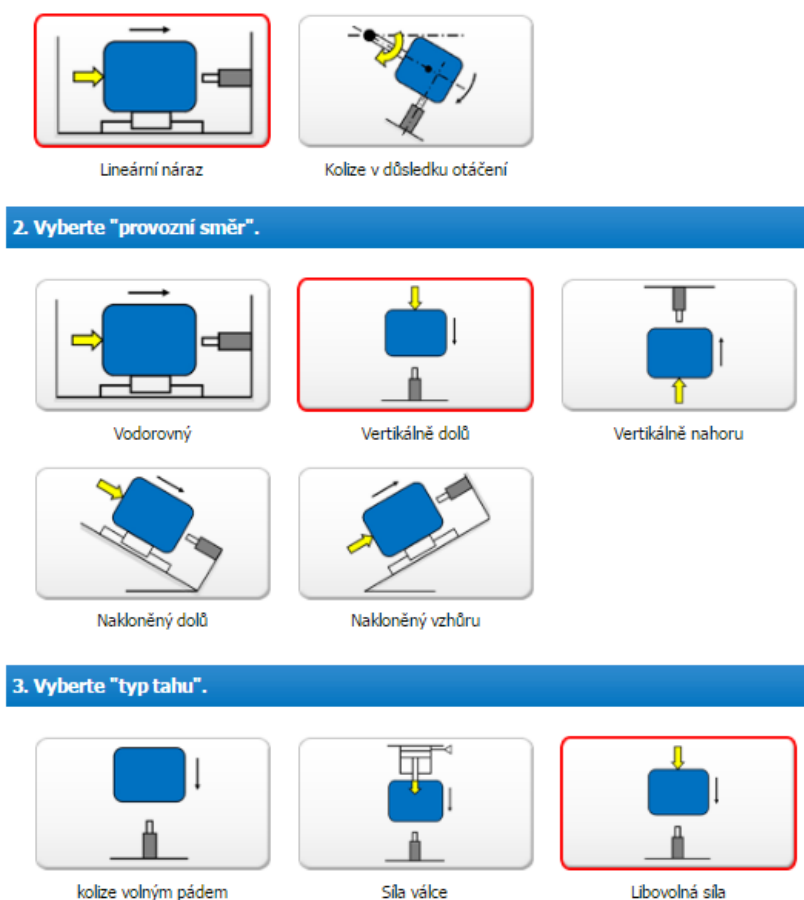 Lineární náraz
Kolize v důsledku otáčení
2. Vyberte "provozní směr".
Vodorovný
Vertikálně dolů
Vertikálně nahoru
Nakloněný dolů
Nakloněný vzhůru
3. Vyberte "typ tahu".
kolize volným pádem
Síla válce
Libovolná síla